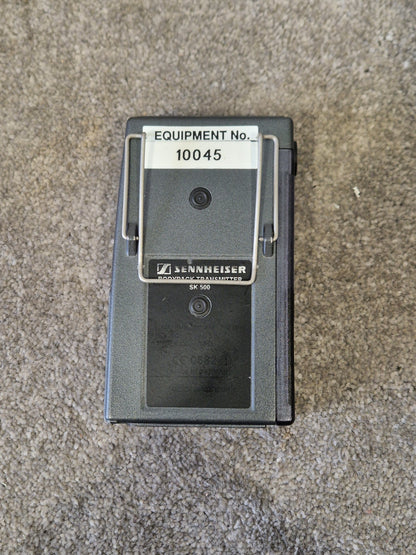 EQUIPMENT No.
10045
SENNHEISER
BODYPACK TRANSMITTER
SK 500